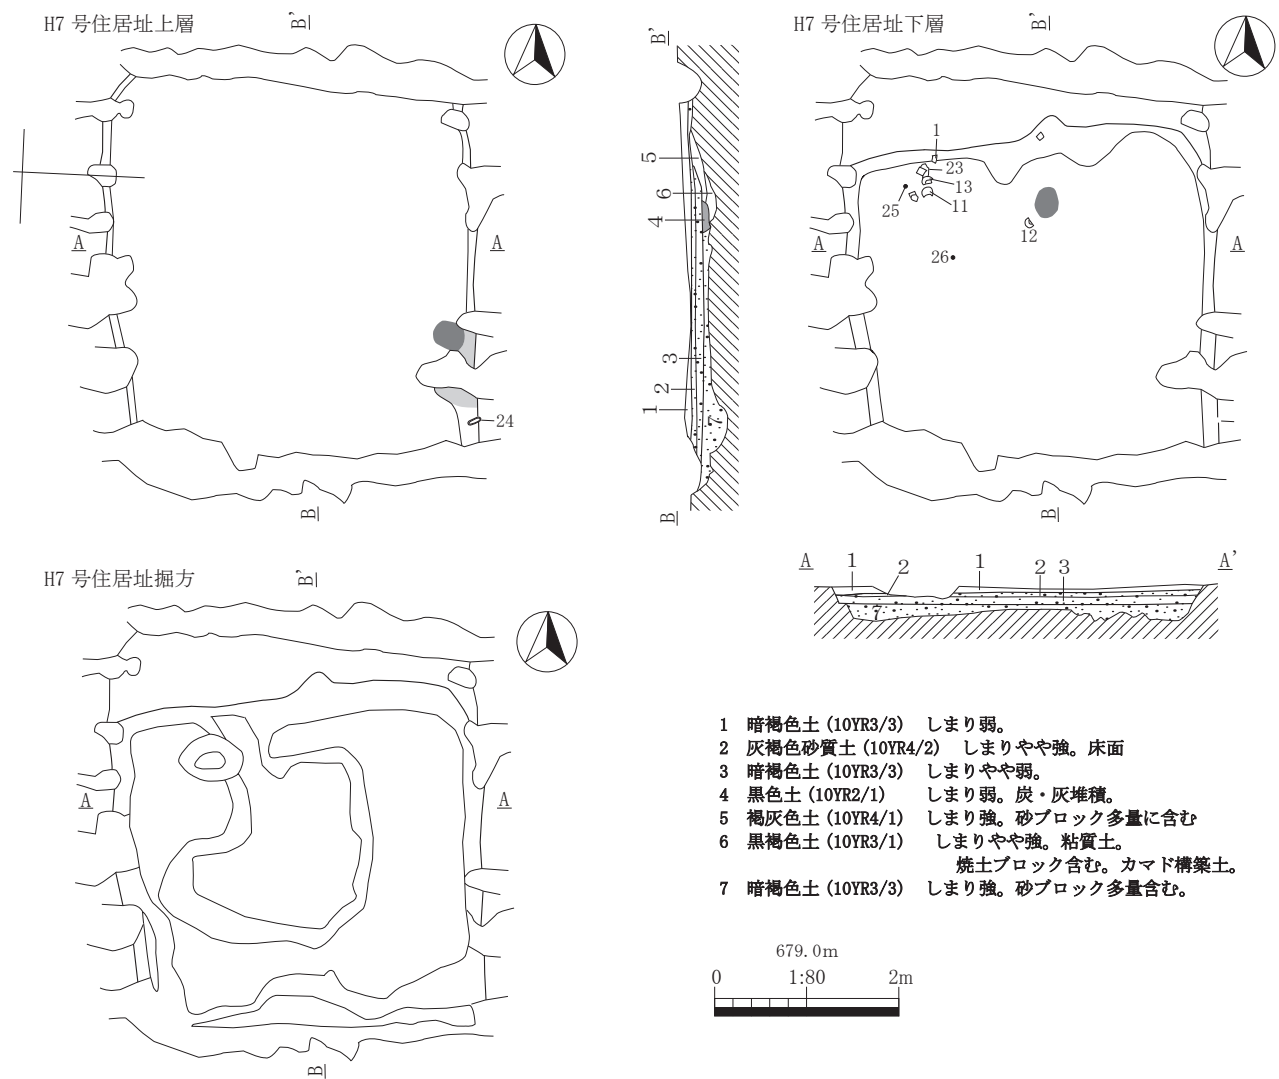 H7 号住居址上層
B'
A
A
24
B
B'
5
6
4
3
2
1
B
H7 号住居址下層
B'
1
23
13
25
11
12
26
A
A
B
H7 号住居址掘方
B'
A
A
B
A
1
2
1
2
3
A'
7
1 暗褐色土 (10YR3/3) しまり弱。
2 灰褐色砂質土 (10YR4/2) しまりやや強。床面
3 暗褐色土 (10YR3/3) しまりやや弱。
4 黒色土 (10YR2/1) しまり弱。炭・灰堆積。
5 褐灰色土 (10YR4/1) しまり強。砂ブロック多量に含む
6 黒褐色土 (10YR3/1) しまりやや強。粘質土。
焼土ブロック含む。カマド構築土。
7 暗褐色土 (10YR3/3) しまり強。砂ブロック多量含む。
679.0m
0 1:80 2m